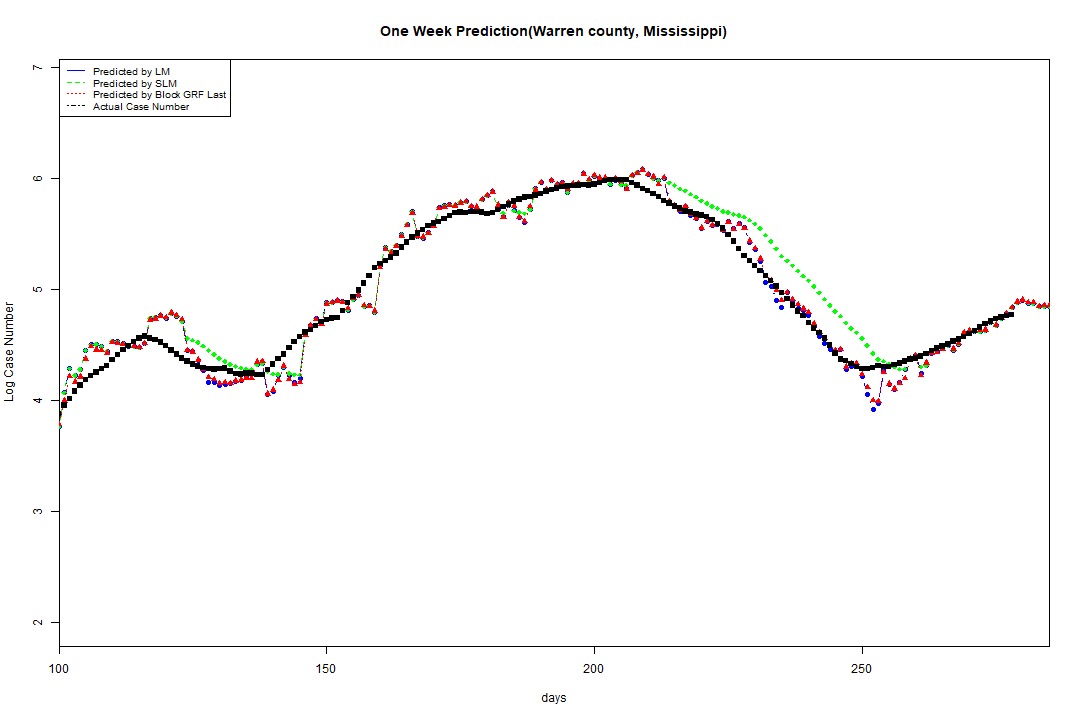 One Week Prediction(Warren county, Mississippi)
Predicted by LM
Predicted by SLM
Predicted by Block GRF Last
Actual Case Number
7
6
5
4
3
2
Log Case Number
100 150 200 250
days